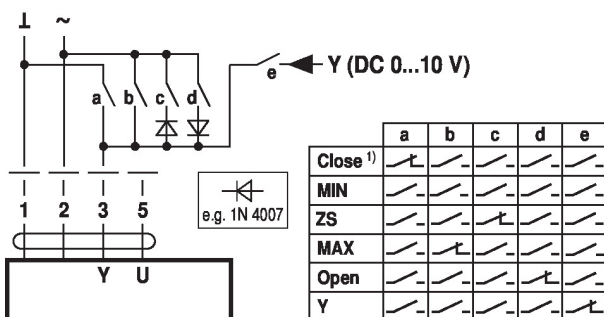 ⊥ ~
e Y (DC 0...10 V)
a b c d
1 2 3 5
Y U
e.g. 1N 4007
a b c d e
Close 1)
MIN
ZS
MAX
Open
Y